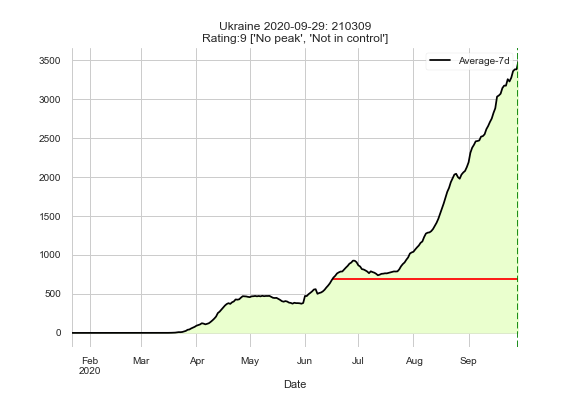 Ukraine 2020-09-29: 210309
Rating:9 ['No peak', 'Not in control']
Average-7d
3500
3000
2500
2000
1500
1000
500
0
Feb Mar Apr May Jun Jul Aug Sep
2020
Date